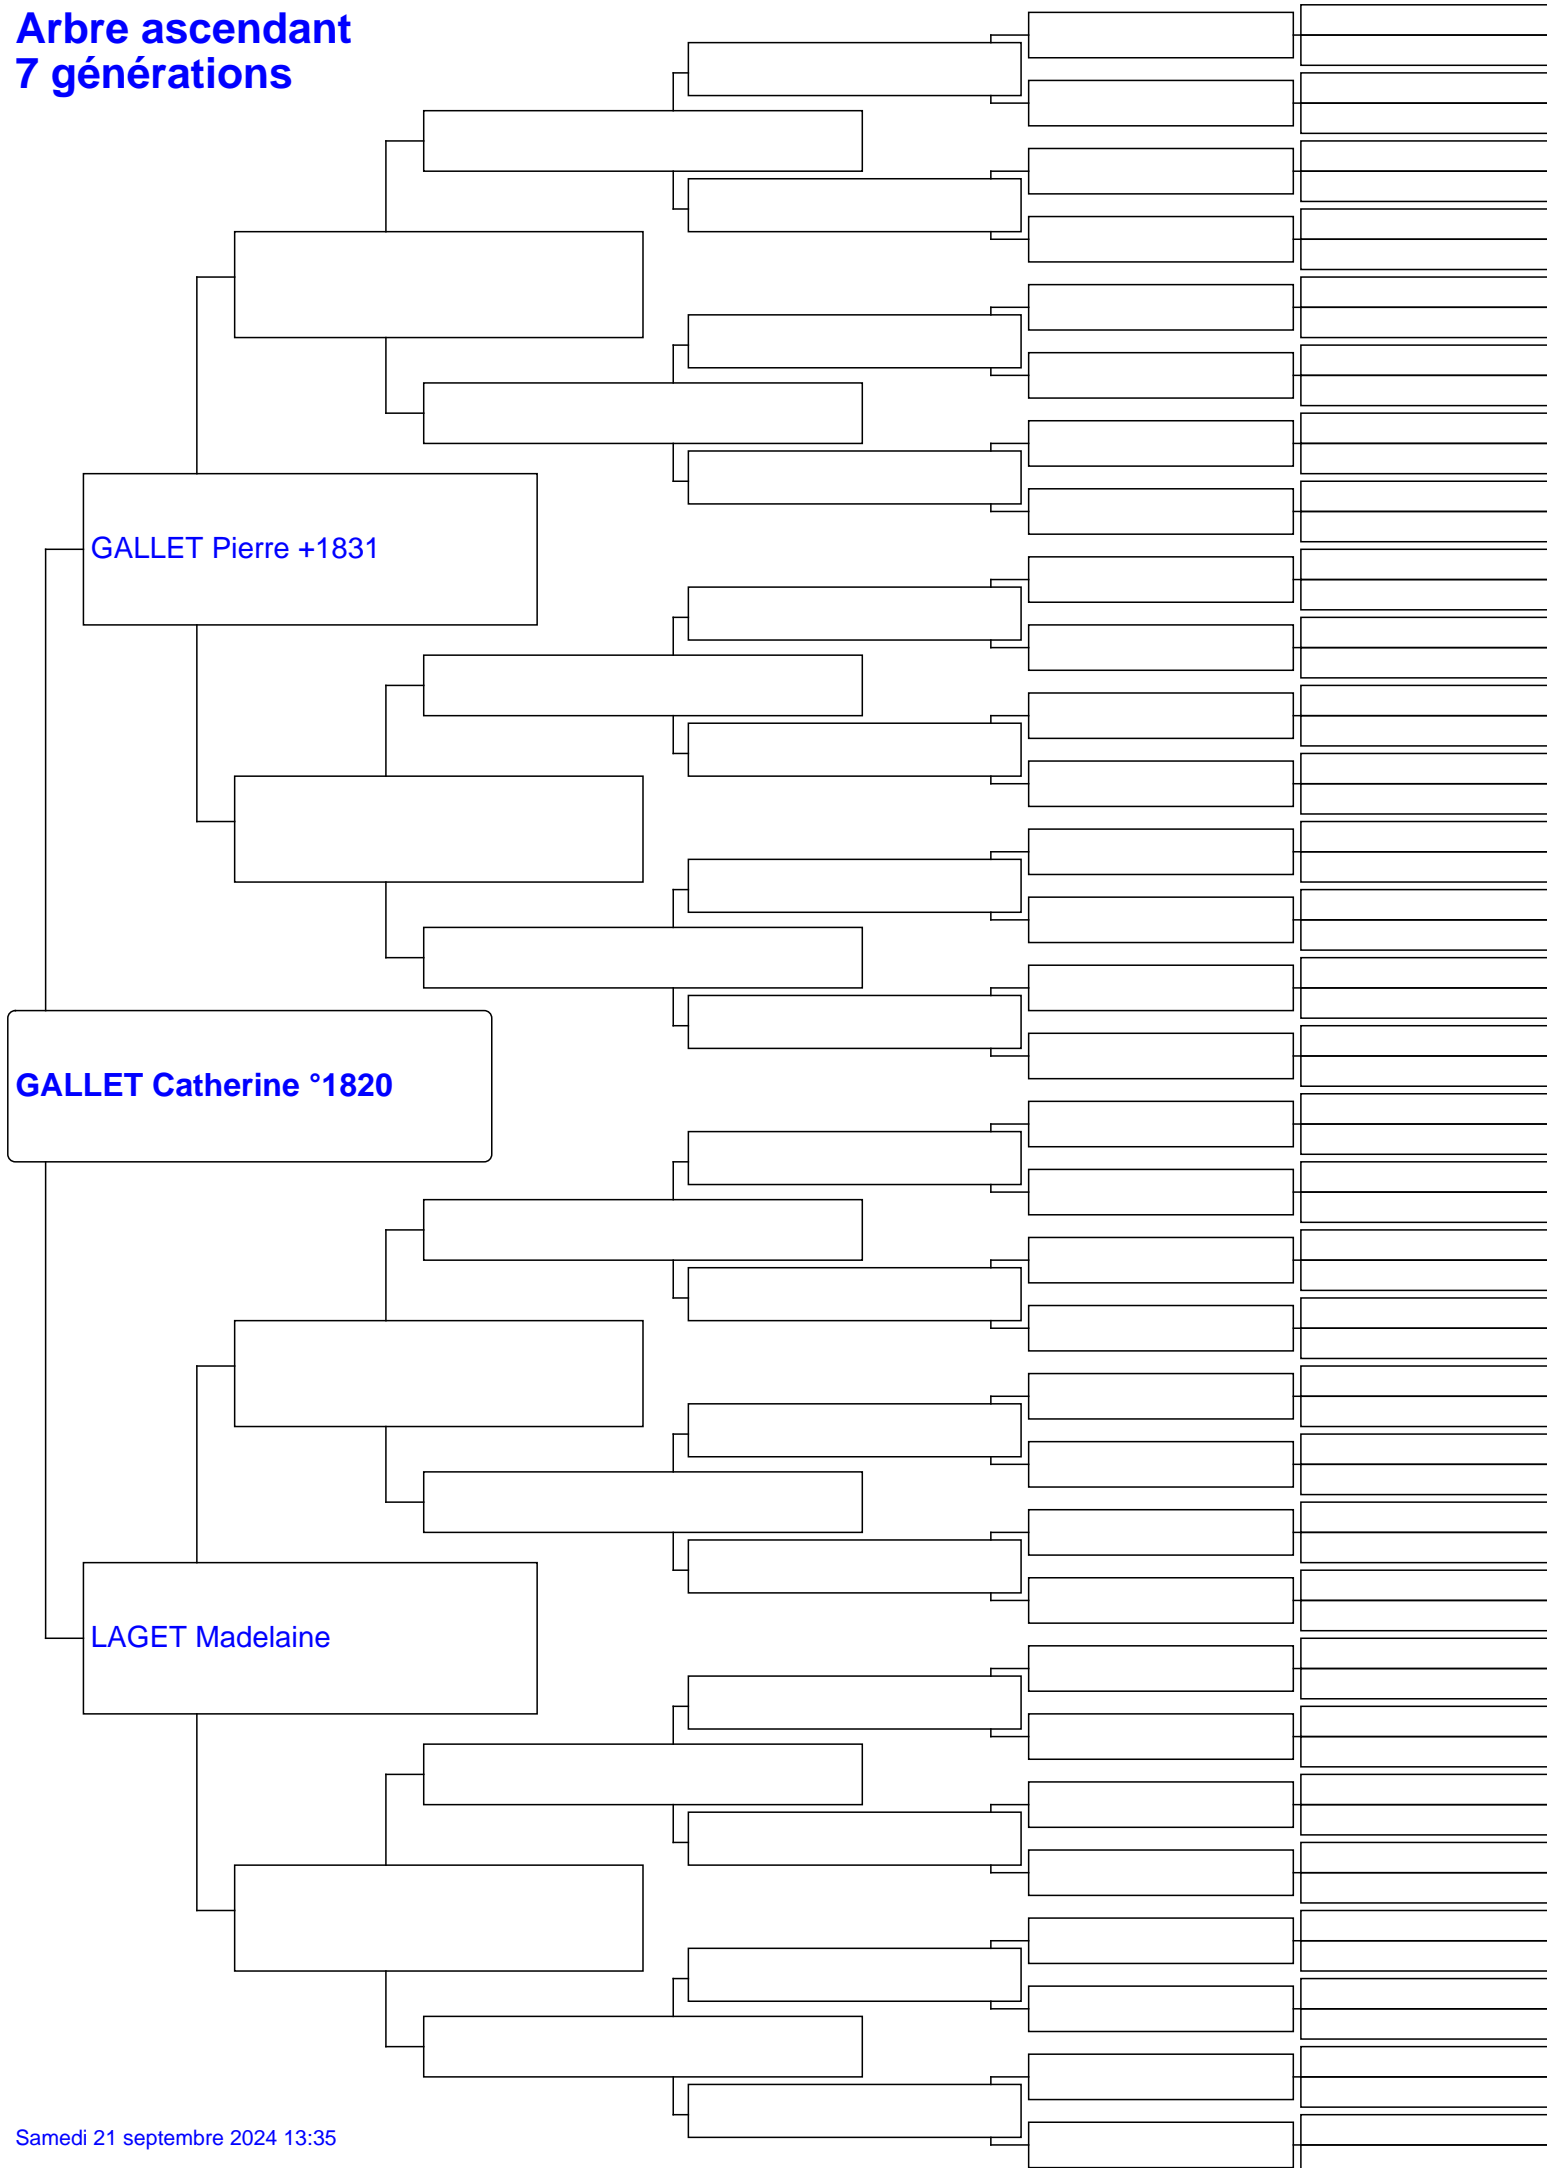 Arbre ascendant
7 générations
GALLET Pierre +1831
GALLET Catherine °1820
LAGET Madelaine
Samedi 21 septembre 2024 13:35